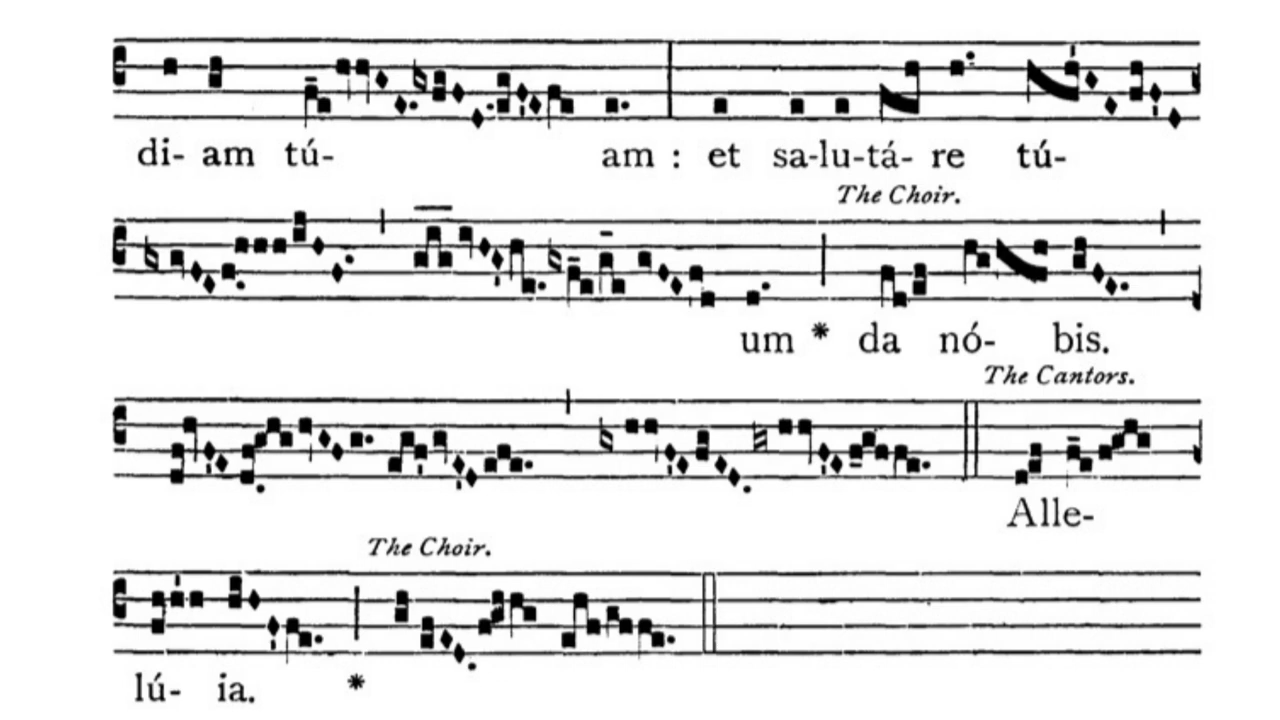 di- am tú- am : et sa-lu-tá- re tú-
The Choir.
um * da nó- bis.
The Cantors.
Alle-
The Choir.
lú- ia. *